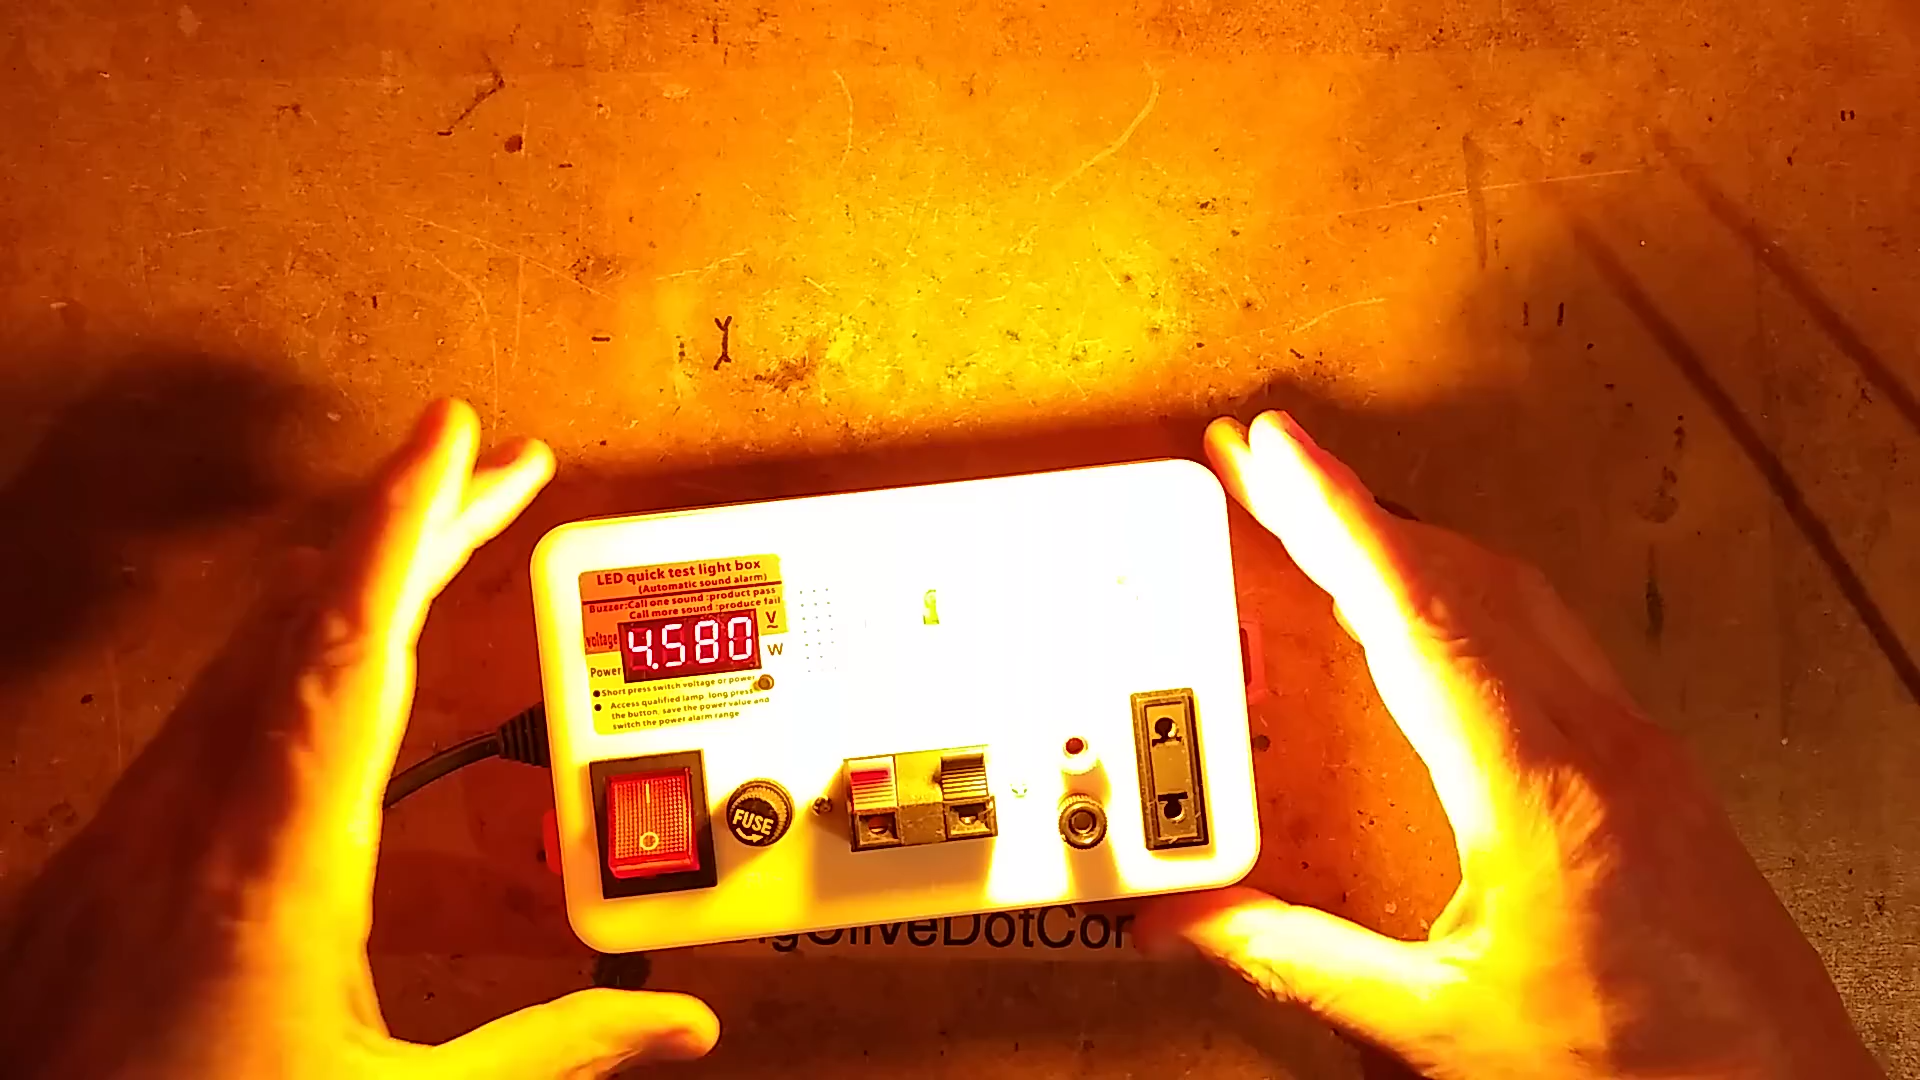 LED quick test light box
(Automatic sound alarm)
Buzzer:Call one sound :product pass
Call more sound :produce fail
voltage
V
4.580
Power
W
Short press switch voltage or power
Access qualified lamp, long press
the button, save the power value and
switch the power alarm range
FUSE
DotCom